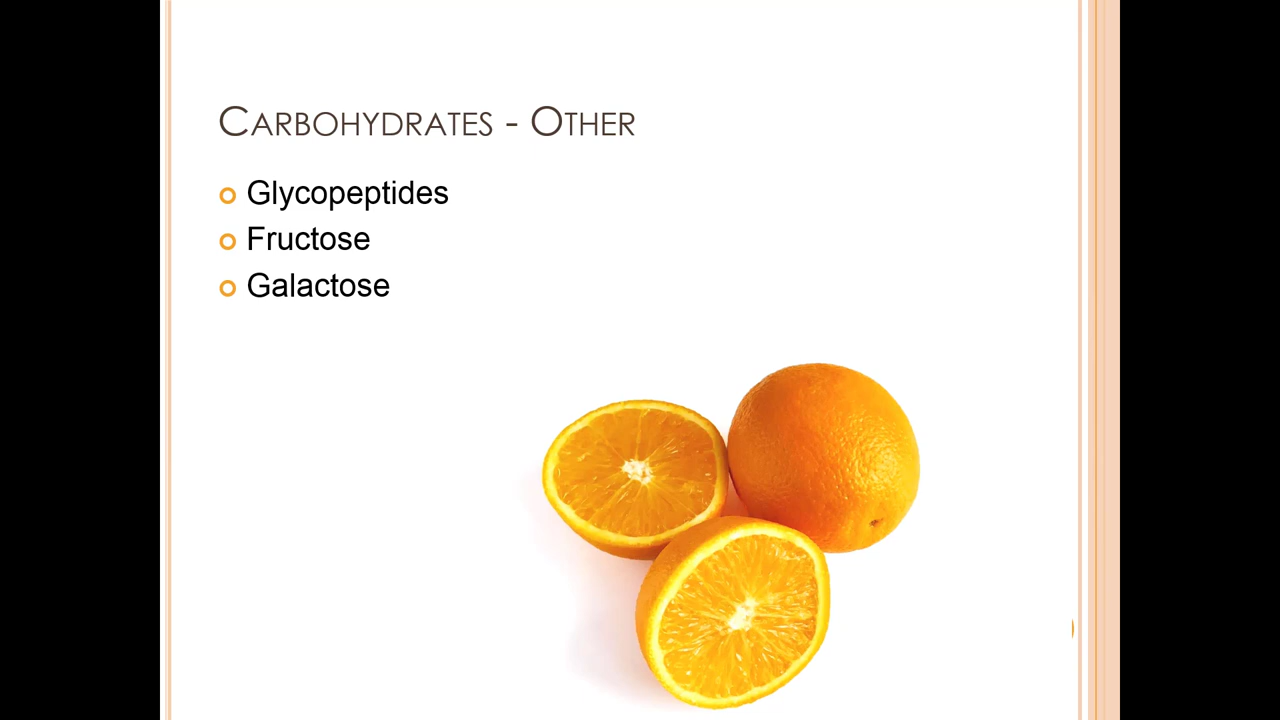 Carbohydrates - Other
Glycopeptides
Fructose
Galactose